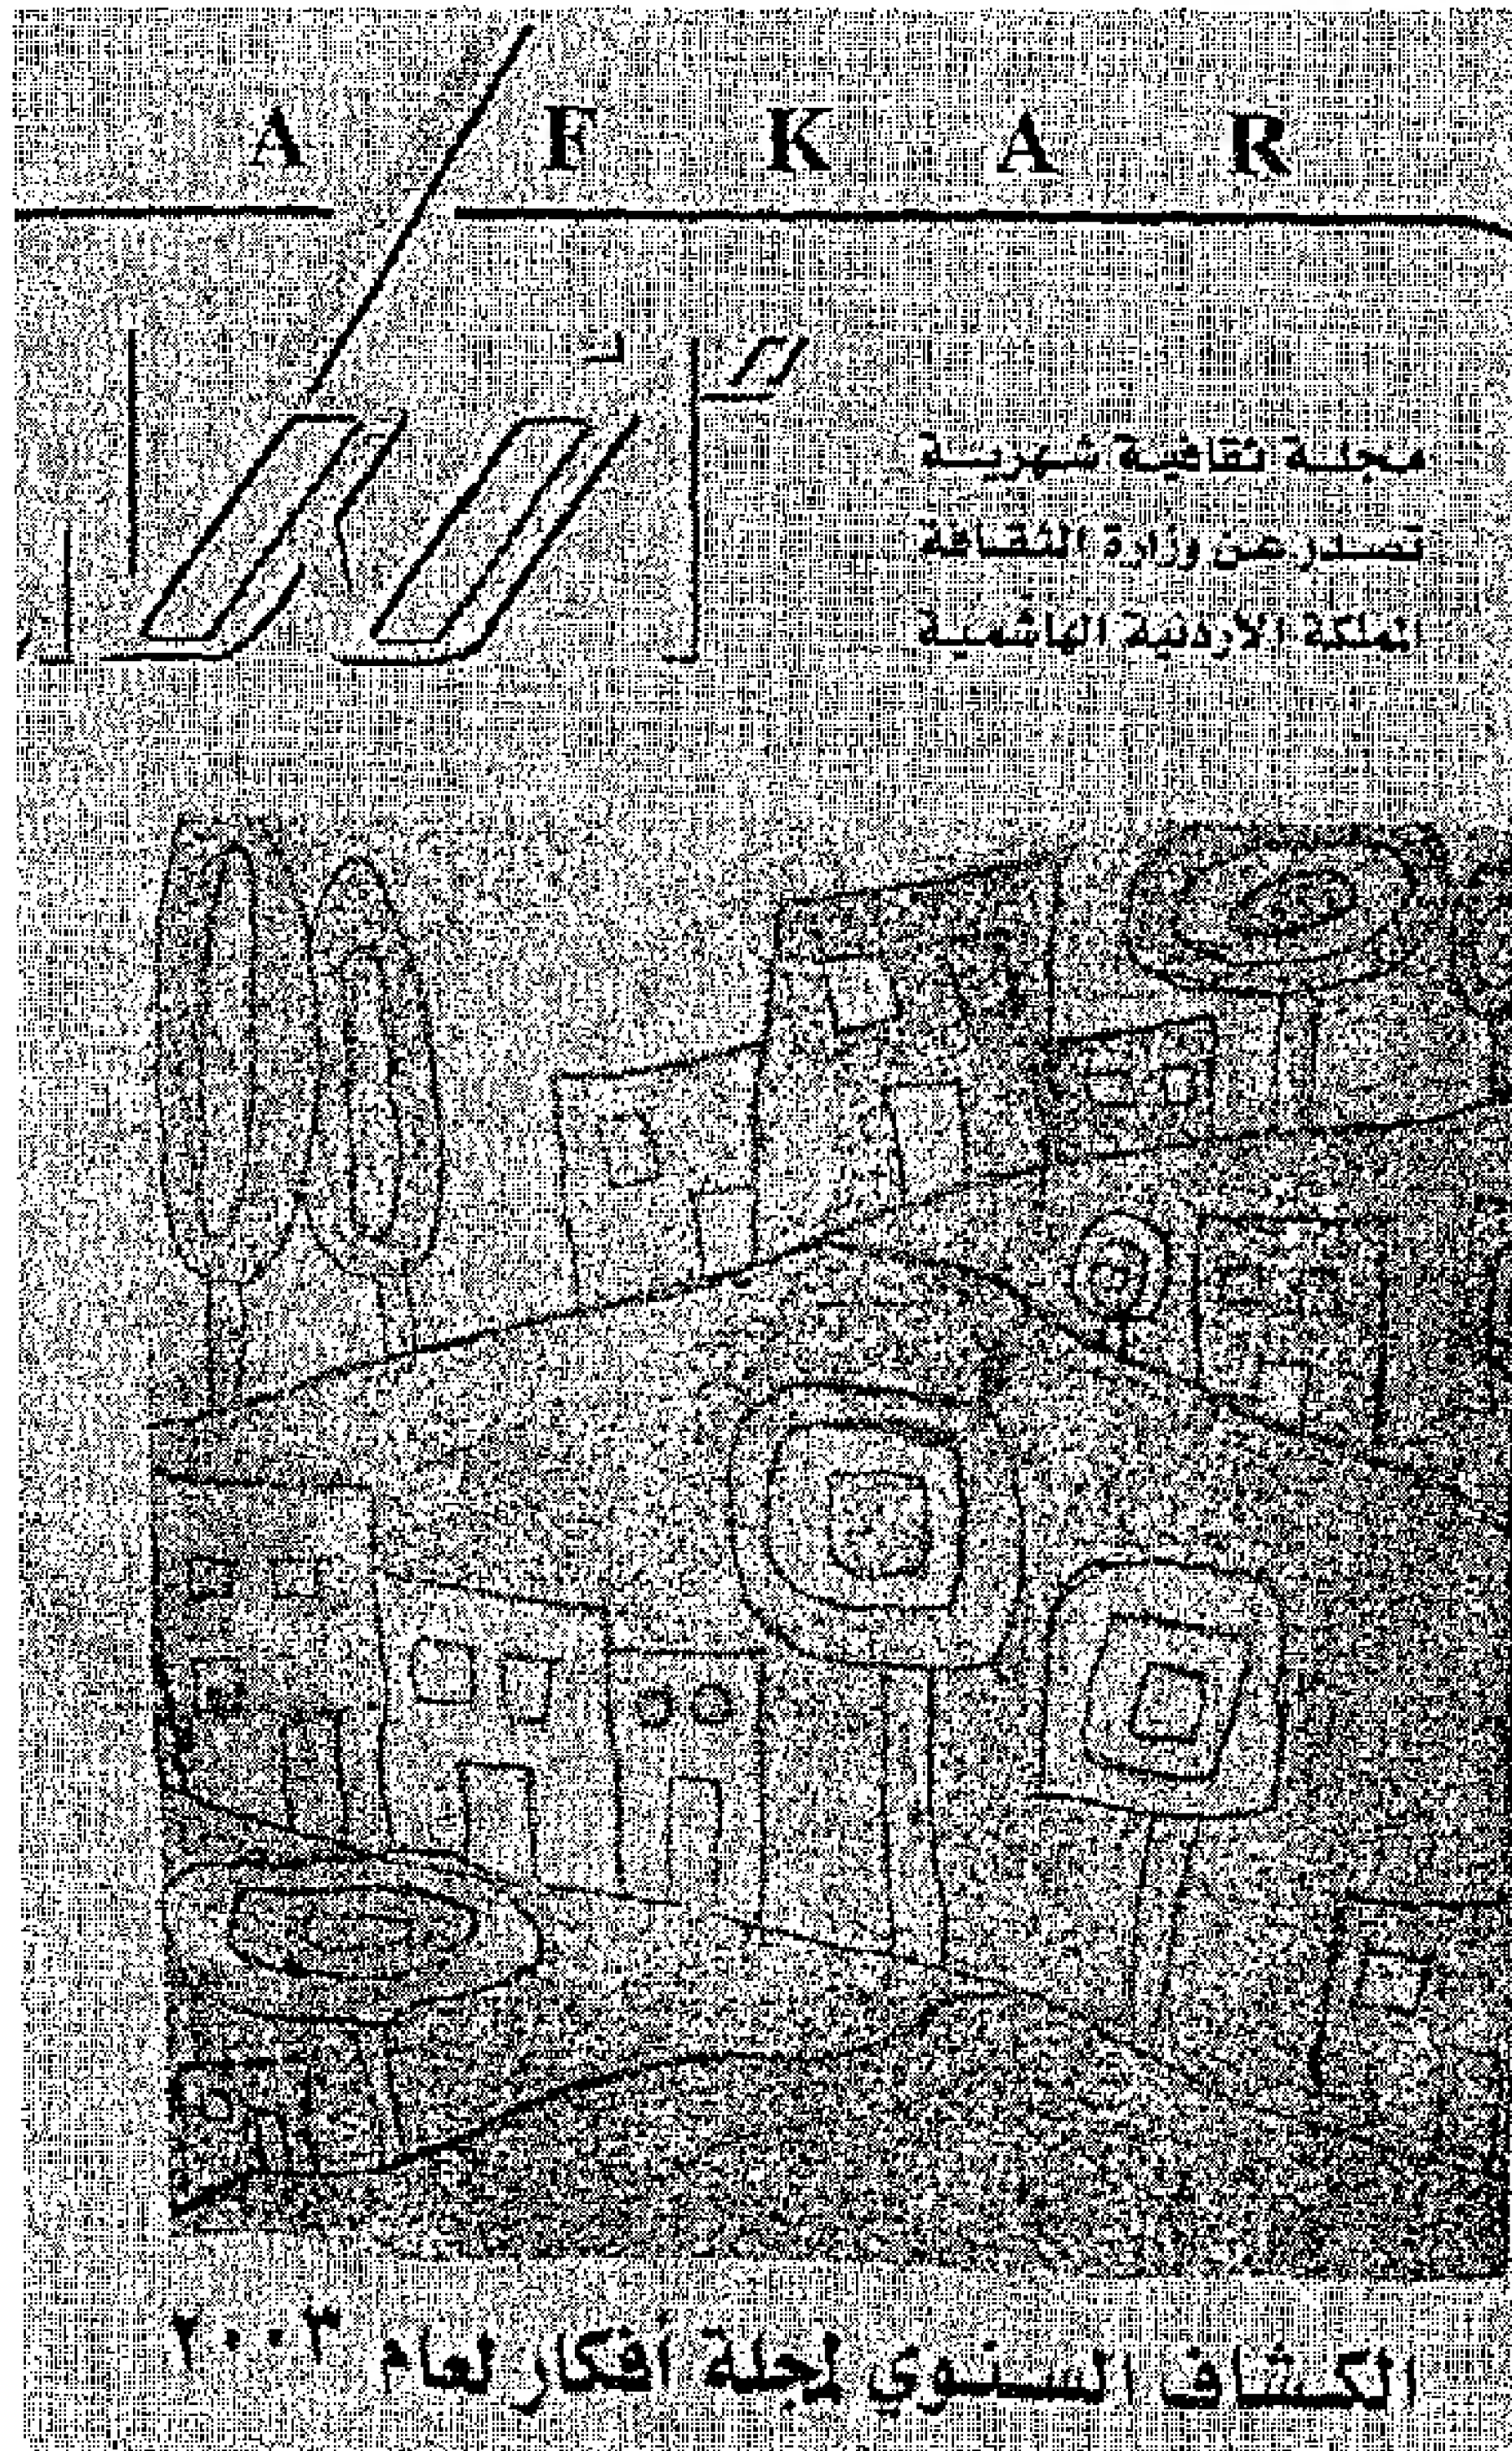 A F K A R
أفكار
مجلة ثقافية شهرية
تصدر عن وزارة الثقافة
المملكة الأردنية الهاشمية
الكشاف السنوي لمجلة أفكار لعام ٢٠٠٣